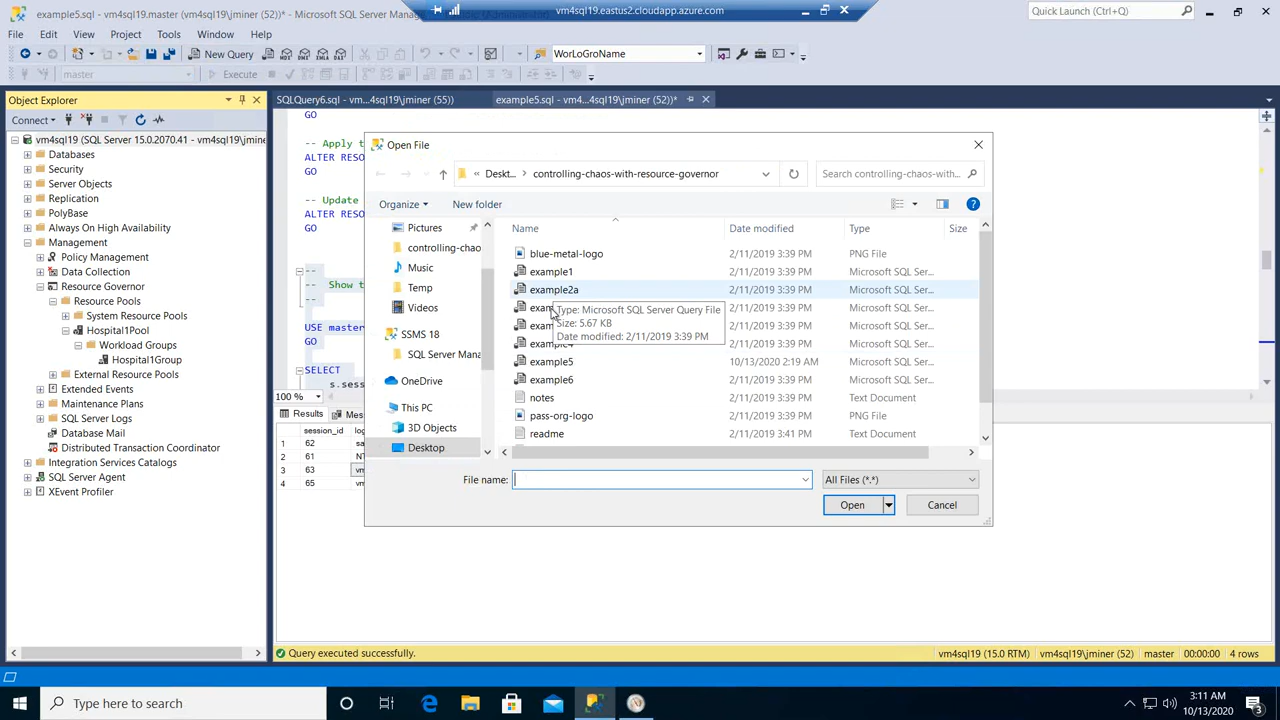 example5.sql - vm4sql19.master (vm4sql19\jminer (52))* - Microsoft SQL Server Man
vm4sql19.eastus2.cloudapp.azure.com
Quick Launch (Ctrl+Q)
File Edit View Project Tools Window Help
New Query
WorLoGroName
master
Execute
Object Explorer
SQLQuery6.sql - vm...4sql19\jminer (55))
example5.sql - vm4...4sql19\jminer (52))*
Connect
vm4sql19 (SQL Server 15.0.2070.41 - vm4sql19\jmine
Databases
Security
Server Objects
Replication
PolyBase
Always On High Availability
Management
Policy Management
Data Collection
Resource Governor
Resource Pools
System Resource Pools
Hospital1Pool
Workload Groups
Hospital1Group
External Resource Pools
Extended Events
Maintenance Plans
SQL Server Logs
Database Mail
Distributed Transaction Coordinator
Integration Services Catalogs
SQL Server Agent
XEvent Profiler
GO
-- Apply t
ALTER RESO
GO
-- Update
ALTER RESO
GO
--
-- Show t
--
USE master
GO
SELECT
s.sess
100 %
Results
Mes
session_id lo
1 62 sa
2 61 NT
3 63 vm
4 65 vm
Open File
« Deskt... > controlling-chaos-with-resource-governor
Search controlling-chaos-with-...
Organize
New folder
Pictures
controlling-chao
Music
Temp
Videos
SSMS 18
SQL Server Mana
OneDrive
This PC
3D Objects
Desktop
Name Date modified Type Size
blue-metal-logo 2/11/2019 3:39 PM PNG File
example1 2/11/2019 3:39 PM Microsoft SQL Ser...
example2a 2/11/2019 3:39 PM Microsoft SQL Ser...
exam 2/11/2019 3:39 PM Microsoft SQL Ser...
exam 2/11/2019 3:39 PM Microsoft SQL Ser...
example4 2/11/2019 3:39 PM Microsoft SQL Ser...
example5 10/13/2020 2:19 AM Microsoft SQL Ser...
example6 2/11/2019 3:39 PM Microsoft SQL Ser...
notes 2/11/2019 3:39 PM Text Document
pass-org-logo 2/11/2019 3:39 PM PNG File
readme 2/11/2019 3:41 PM Text Document
Type: Microsoft SQL Server Query File
Size: 5.67 KB
Date modified: 2/11/2019 3:39 PM
File name:
All Files (*.*)
Open
Cancel
Query executed successfully.
vm4sql19 (15.0 RTM) vm4sql19\jminer (52) master 00:00:00 4 rows
Type here to search
3:11 AM
10/13/2020
3